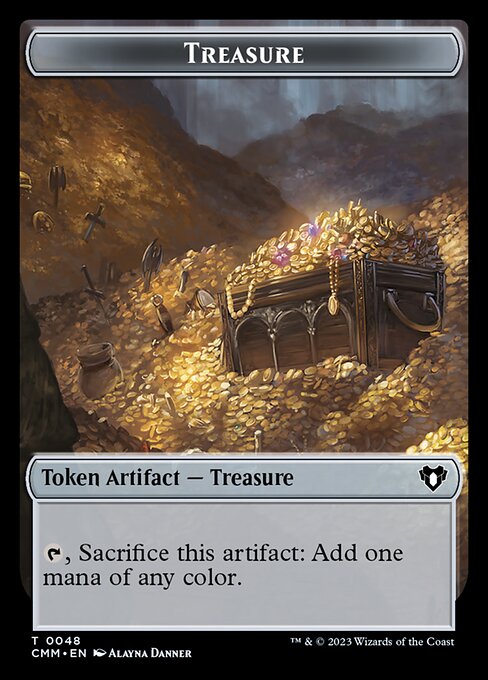 Treasure
Token Artifact — Treasure
, Sacrifice this artifact: Add one
mana of any color.
T 0048
CMM • EN Alayna Danner
™ & © 2023 Wizards of the Coast